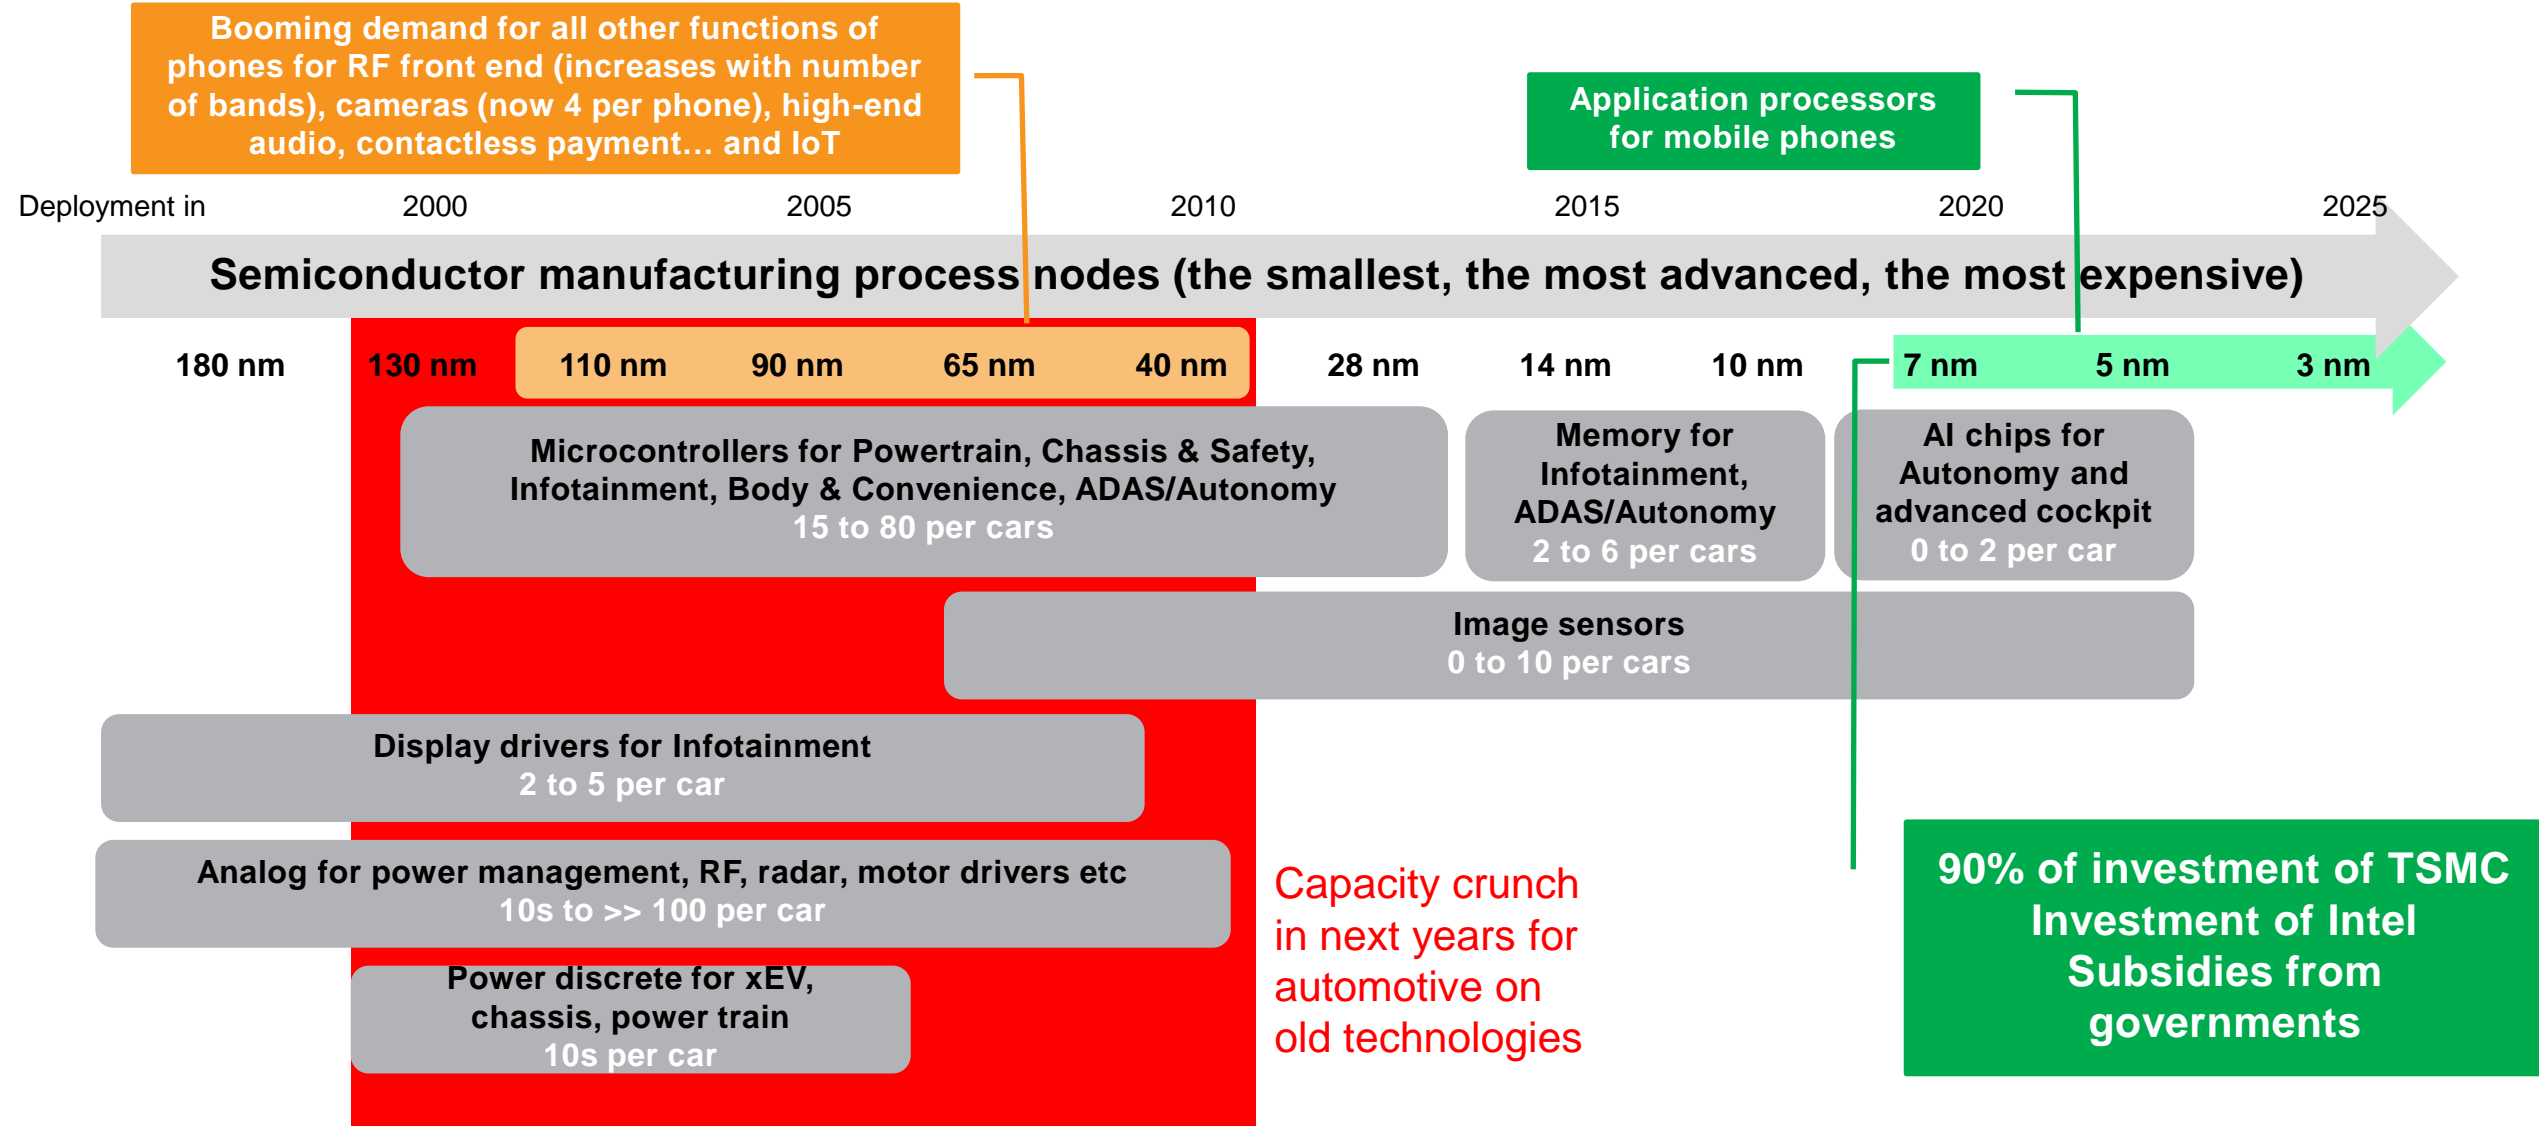 Booming demand for all other functions of
phones for RF front end (increases with number
of bands), cameras (now 4 per phone), high-end
audio, contactless payment… and IoT
Application processors
for mobile phones
Deployment in 2000 2005 2010 2015 2020 2025
Semiconductor manufacturing process nodes (the smallest, the most advanced, the most expensive)
180 nm 130 nm 110 nm 90 nm 65 nm 40 nm 28 nm 14 nm 10 nm 7 nm 5 nm 3 nm
Microcontrollers for Powertrain, Chassis & Safety,
Infotainment, Body & Convenience, ADAS/Autonomy
15 to 80 per cars
Memory for
Infotainment,
ADAS/Autonomy
2 to 6 per cars
AI chips for
Autonomy and
advanced cockpit
0 to 2 per car
Image sensors
0 to 10 per cars
Display drivers for Infotainment
2 to 5 per car
Analog for power management, RF, radar, motor drivers etc
10s to >> 100 per car
Power discrete for xEV,
chassis, power train
10s per car
Capacity crunch
in next years for
automotive on
old technologies
90% of investment of TSMC
Investment of Intel
Subsidies from
governments